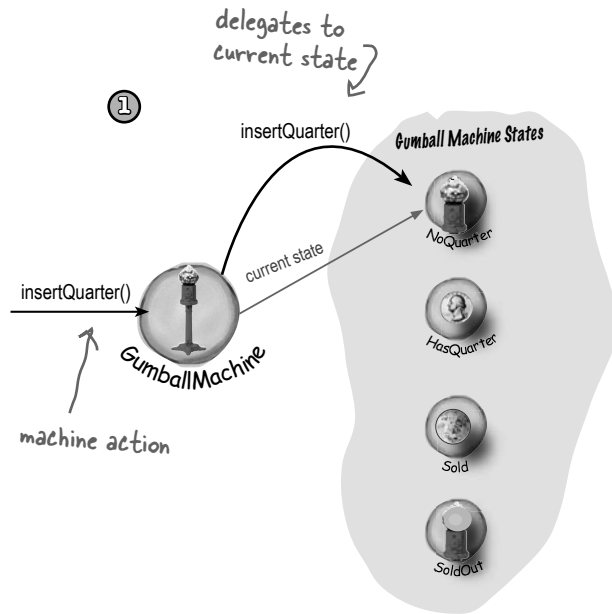 delegates to
current state
1
insertQuarter()
Gumball Machine States
NoQuarter
current state
insertQuarter()
GumballMachine
HasQuarter
machine action
Sold
SoldOut